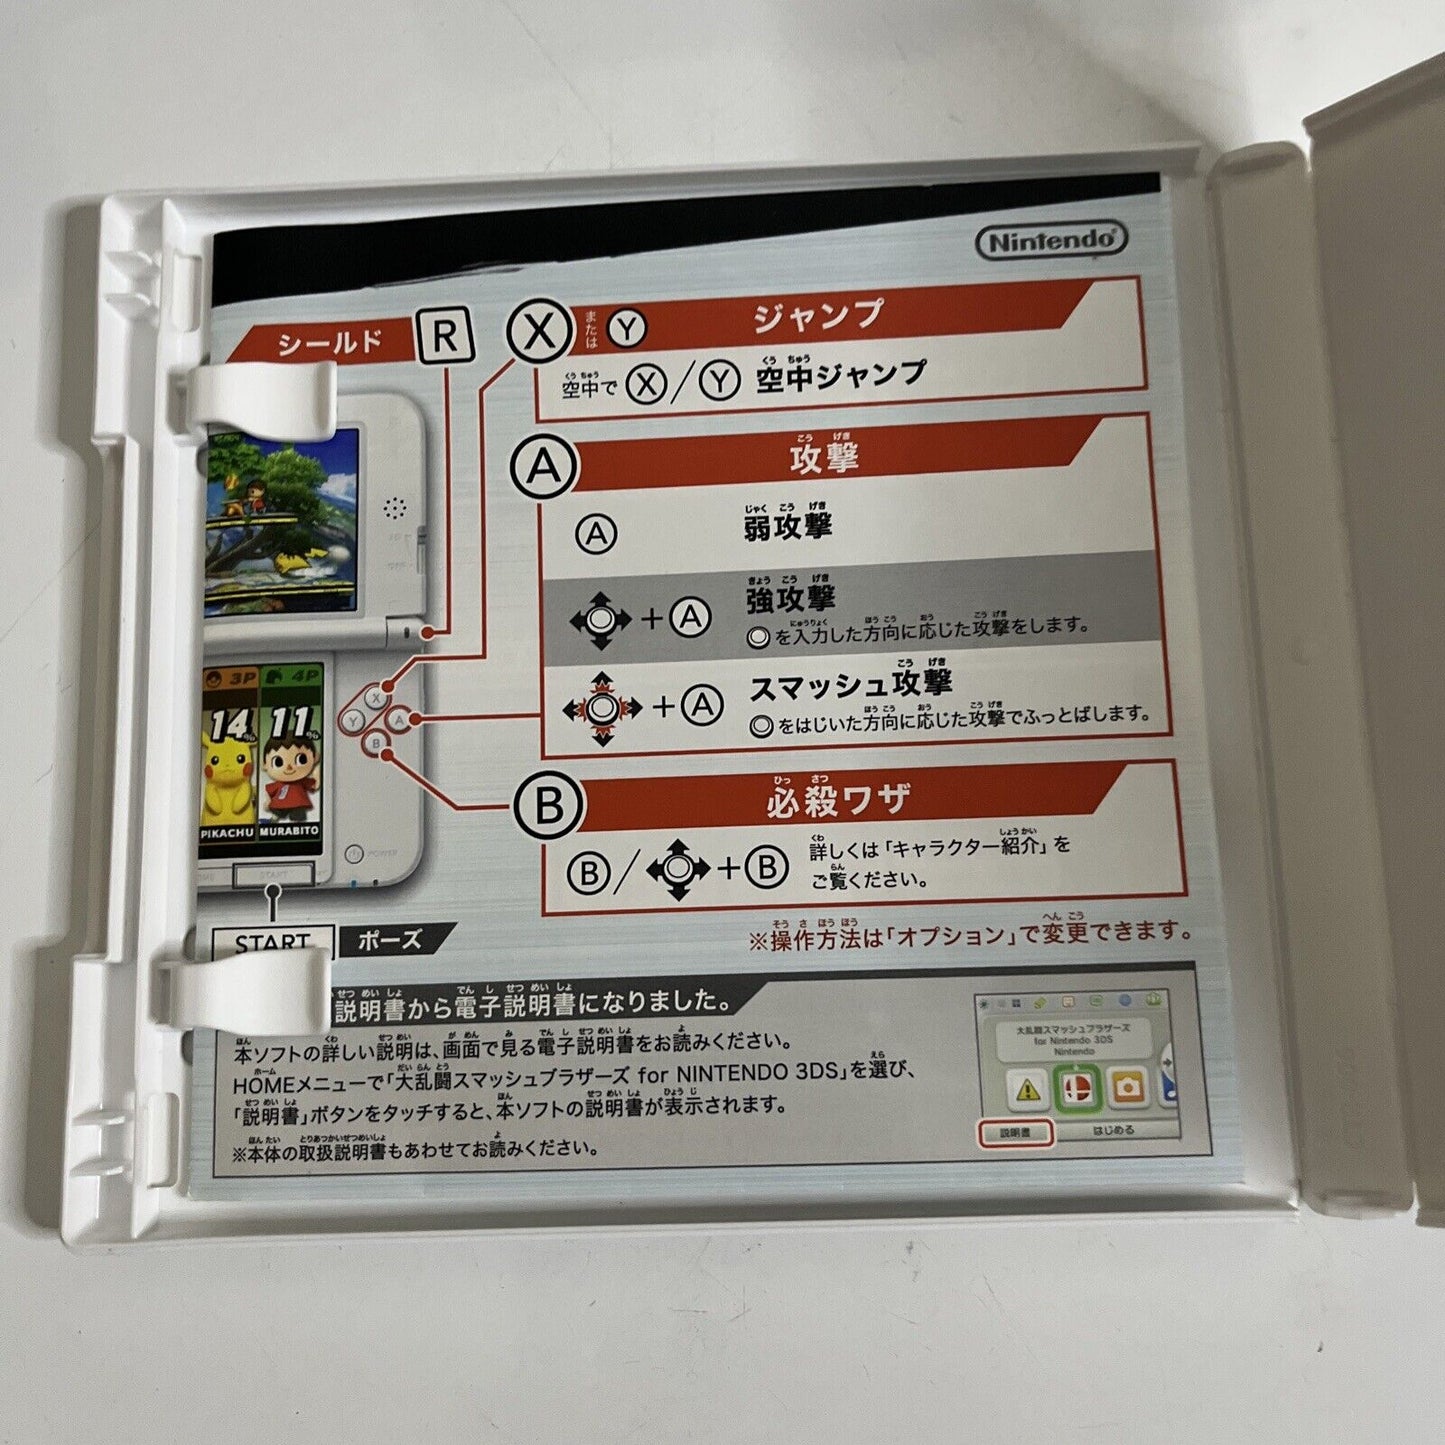 Nintendo
シールド R
X または Y ジャンプ
空中で X / Y 空中ジャンプ
A 攻撃
A 弱攻撃
+ A 強攻撃
を入力した方向に応じた攻撃をします。
+ A スマッシュ攻撃
をはじいた方向に応じた攻撃でふっとばします。
B 必殺ワザ
B / + B 詳しくは「キャラクター紹介」を
ご覧ください。
※操作方法は「オプション」で変更できます。
3P 4P
14% 11%
PIKACHU MURABITO
X
Y A
B
POWER
START
START ポーズ
説明書から電子説明書になりました。
本ソフトの詳しい説明は、画面で見る電子説明書をお読みください。
HOMEメニューで「大乱闘スマッシュブラザーズ for NINTENDO 3DS」を選び、
「説明書」ボタンをタッチすると、本ソフトの説明書が表示されます。
※本体の取扱説明書もあわせてお読みください。
大乱闘スマッシュブラザーズ
for Nintendo 3DS
Nintendo
説明書 はじめる